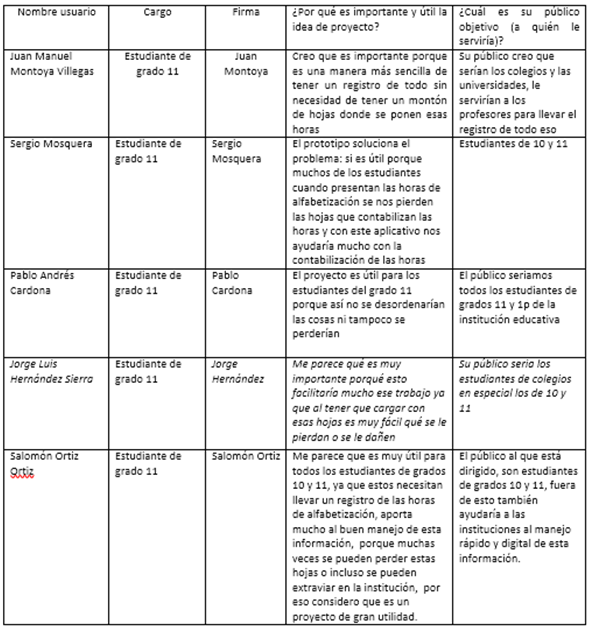 Nombre usuario
Cargo
Firma
¿Por qué es importante y útil la
idea de proyecto?
¿Cuál es su público
objetivo (a quién le
serviría)?
Juan Manuel
Montoya Villegas
Estudiante de
grado 11
Juan
Montoya
Creo que es importante porque
es una manera más sencilla de
tener un registro de todo sin
necesidad de tener un montón
de hojas donde se ponen esas
horas
Su público creo que
serían los colegios y las
universidades, le
servirían a los
profesores para llevar el
registro de todo eso
Sergio Mosquera
Estudiante de
grado 11
Sergio
Mosquera
El prototipo soluciona el
problema: si es útil porque
muchos de los estudiantes
cuando presentan las horas de
alfabetización se nos pierden
las hojas que contabilizan las
horas y con este aplicativo nos
ayudaría mucho con la
contabilización de las horas
Estudiantes de 10 y 11
Pablo Andrés
Cardona
Estudiante de
grado 11
Pablo
Cardona
El proyecto es útil para los
estudiantes del grado 11
porque así no se desordenarían
las cosas ni tampoco se
perderían
El público seriamos
todos los estudiantes de
grados 11 y 1p de la
institución educativa
Jorge Luis
Hernández Sierra
Estudiante de
grado 11
Jorge
Hernández
Me parece qué es muy
importante porqué esto
facilitaría mucho ese trabajo ya
que al tener que cargar con
esas hojas es muy fácil qué se le
pierdan o se le dañen
Su público seria los
estudiantes de colegios
en especial los de 10 y
11
Salomón Ortiz
Ortiz
Estudiante de
grado 11
Salomón Ortiz
Me parece que es muy útil para
todos los estudiantes de grados
10 y 11, ya que estos necesitan
llevar un registro de las horas
de alfabetización, aporta
mucho al buen manejo de esta
información, porque muchas
veces se pueden perder estas
hojas o incluso se pueden
extraviar en la institución, por
eso considero que es un
proyecto de gran utilidad.
El público al que está
dirigido, son estudiantes
de grados 10 y 11, fuera
de esto también
ayudaría a las
instituciones al manejo
rápido y digital de esta
información.